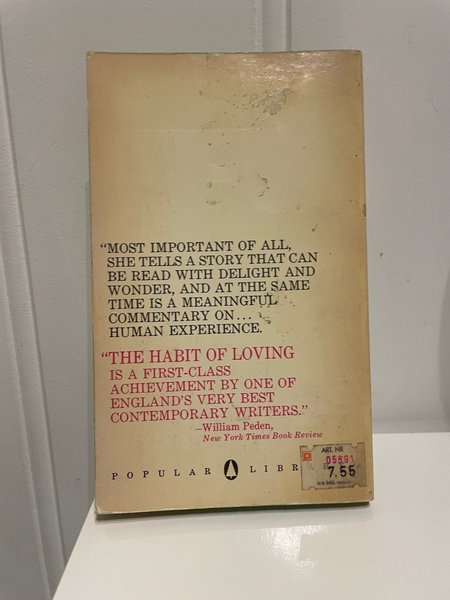 “MOST IMPORTANT OF ALL,
SHE TELLS A STORY THAT CAN
BE READ WITH DELIGHT AND
WONDER, AND AT THE SAME
TIME IS A MEANINGFUL
COMMENTARY ON...
HUMAN EXPERIENCE.
“THE HABIT OF LOVING
IS A FIRST-CLASS
ACHIEVEMENT BY ONE OF
ENGLAND'S VERY BEST
CONTEMPORARY WRITERS.”
—William Peden,
New York Times Book Review
POPULAR LIBR
ART. NR.
05691
7.55